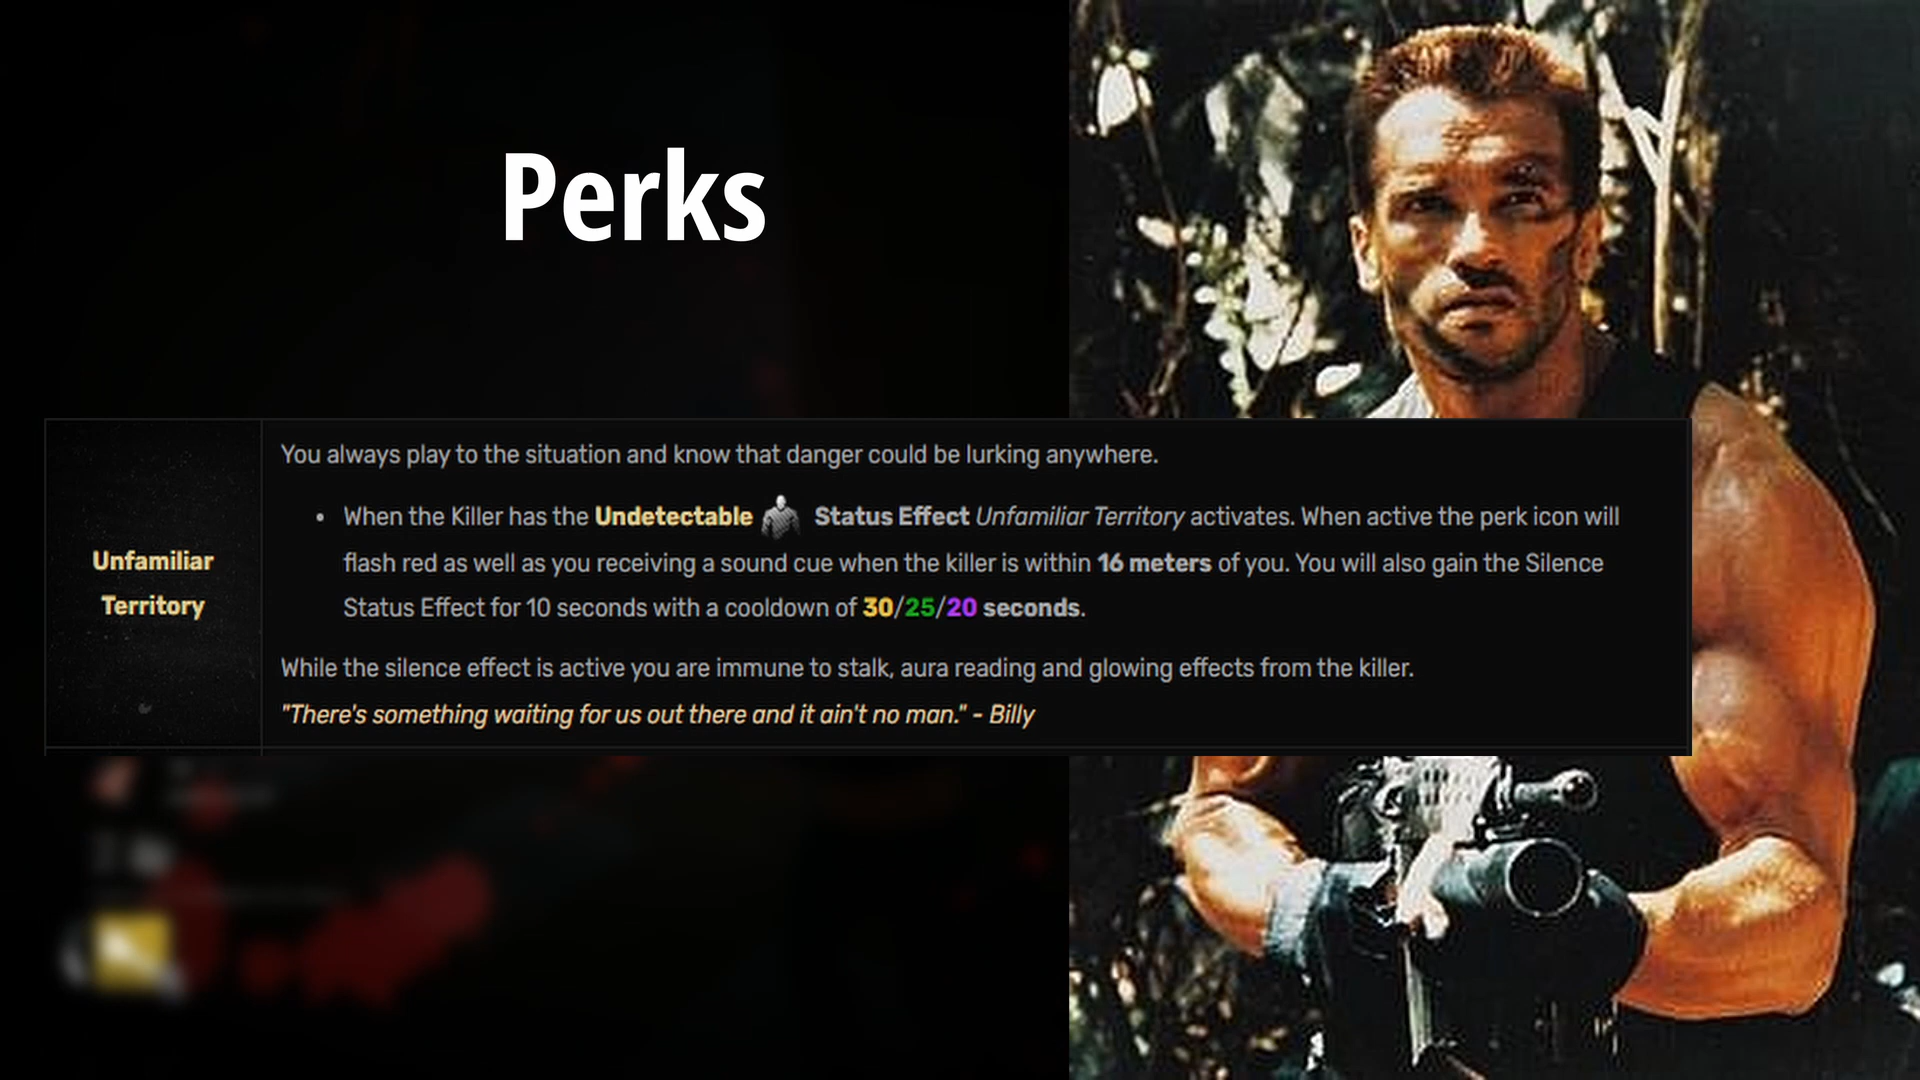 Perks
Unfamiliar
Territory
You always play to the situation and know that danger could be lurking anywhere.
• When the Killer has the Undetectable Status Effect Unfamiliar Territory activates. When active the perk icon will
flash red as well as you receiving a sound cue when the killer is within 16 meters of you. You will also gain the Silence
Status Effect for 10 seconds with a cooldown of 30/25/20 seconds.
While the silence effect is active you are immune to stalk, aura reading and glowing effects from the killer.
"There's something waiting for us out there and it ain't no man." - Billy